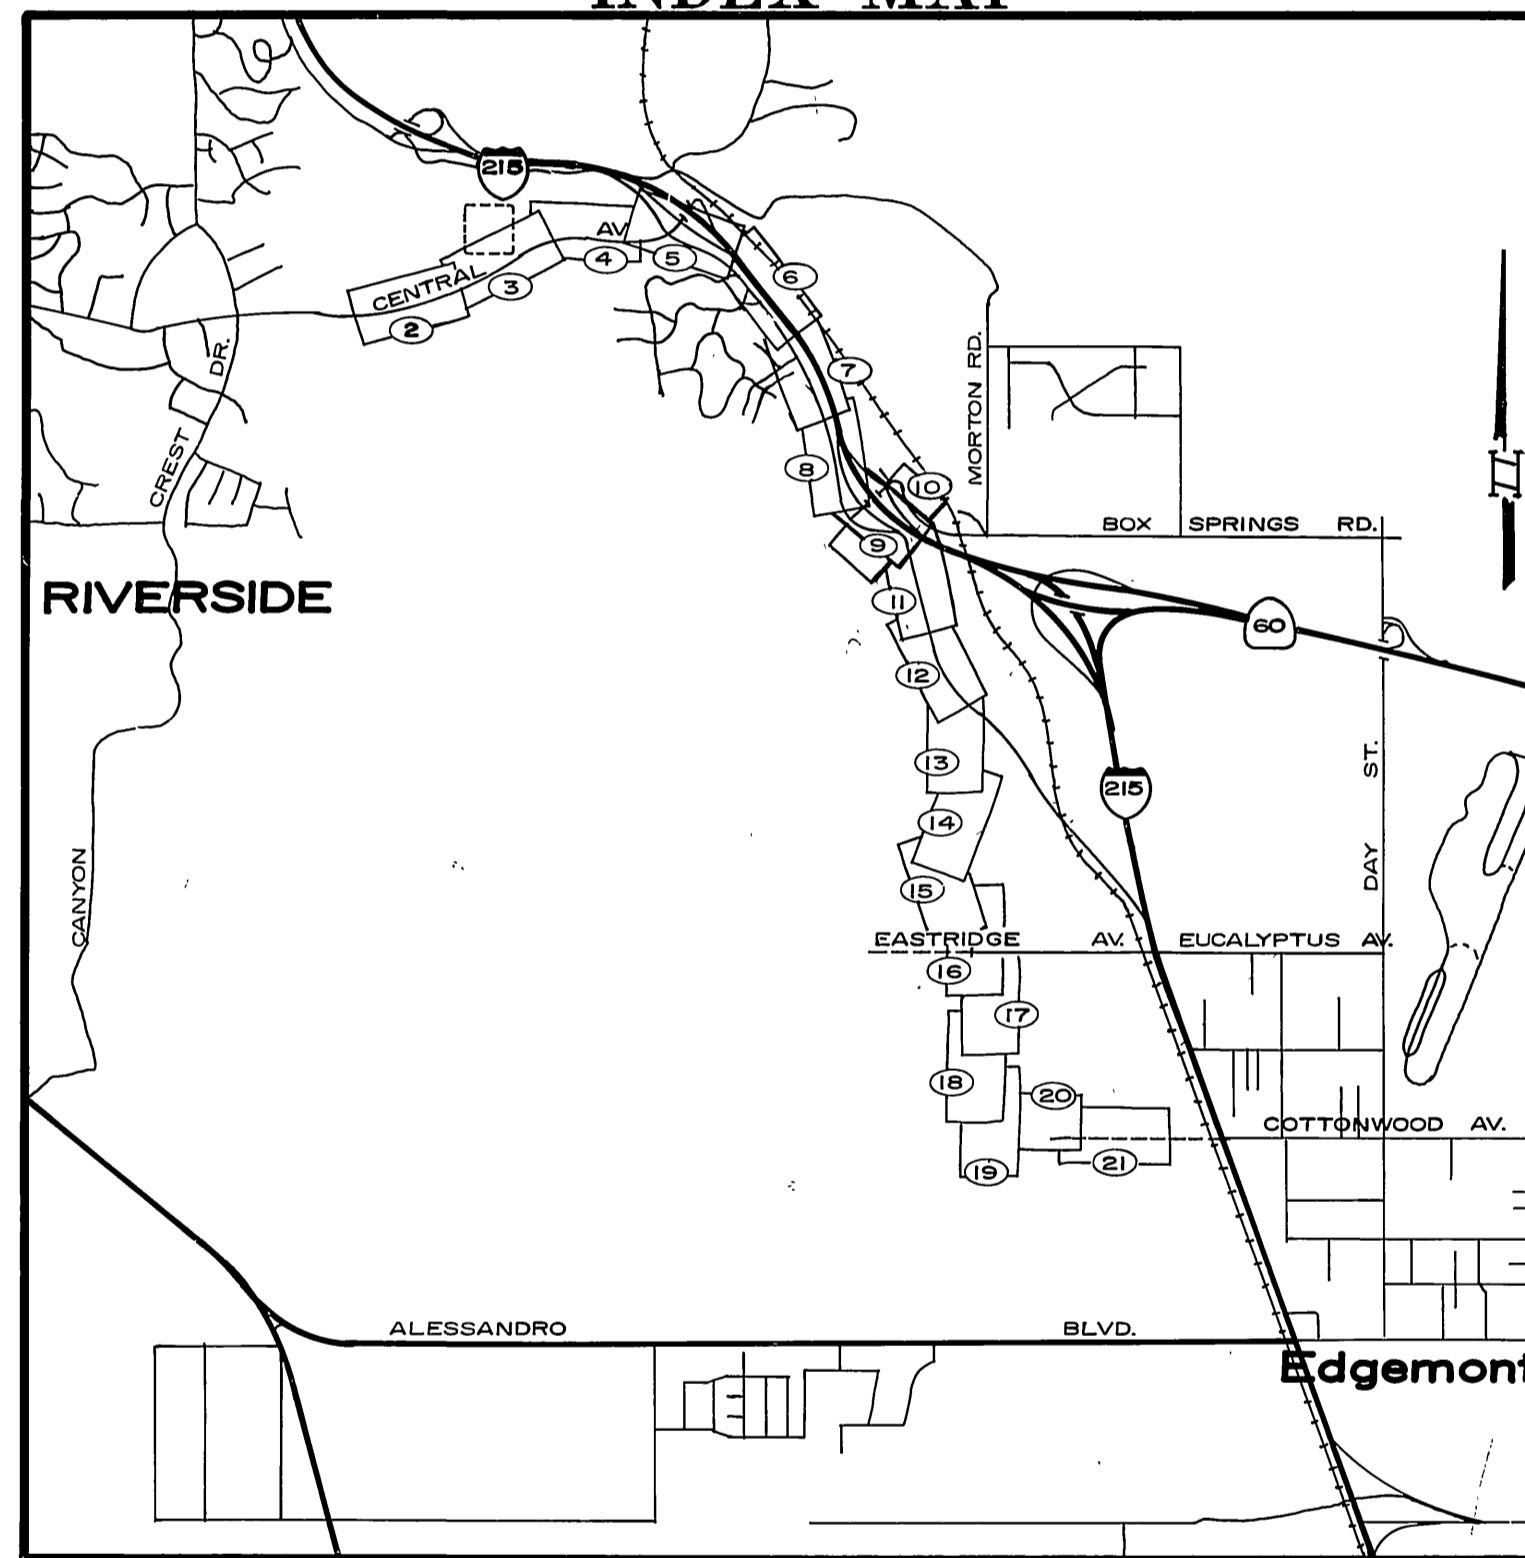 INDEX MAP
215
AV
CENTRAL
2
3
4
5
6
7
8
9
10
11
12
13
14
15
16
17
18
19
20
21
MORTON RD.
CREST DR.
BOX SPRINGS RD.
RIVERSIDE
60
215
DAY ST.
CANYON
EASTRIDGE AV.
EUCALYPTUS AV.
COTTONWOOD AV.
ALESSANDRO BLVD.
Edgemont